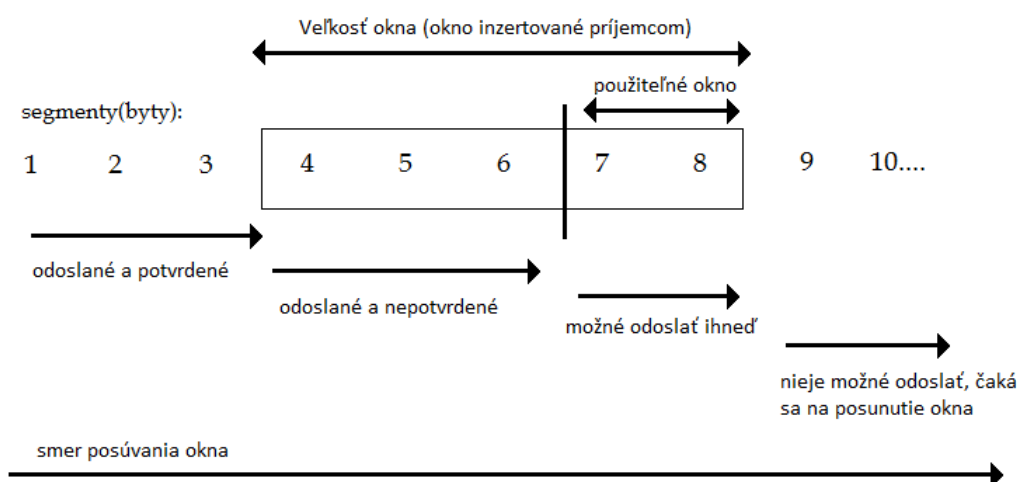 Veľkosť okna (okno inzertované príjemcom)
použiteľné okno
segmenty(byty):
1 2 3 4 5 6 7 8 9 10....
odoslané a potvrdené
odoslané a nepotvrdené
možné odoslať ihneď
nieje možné odoslať, čaká
sa na posunutie okna
smer posúvania okna